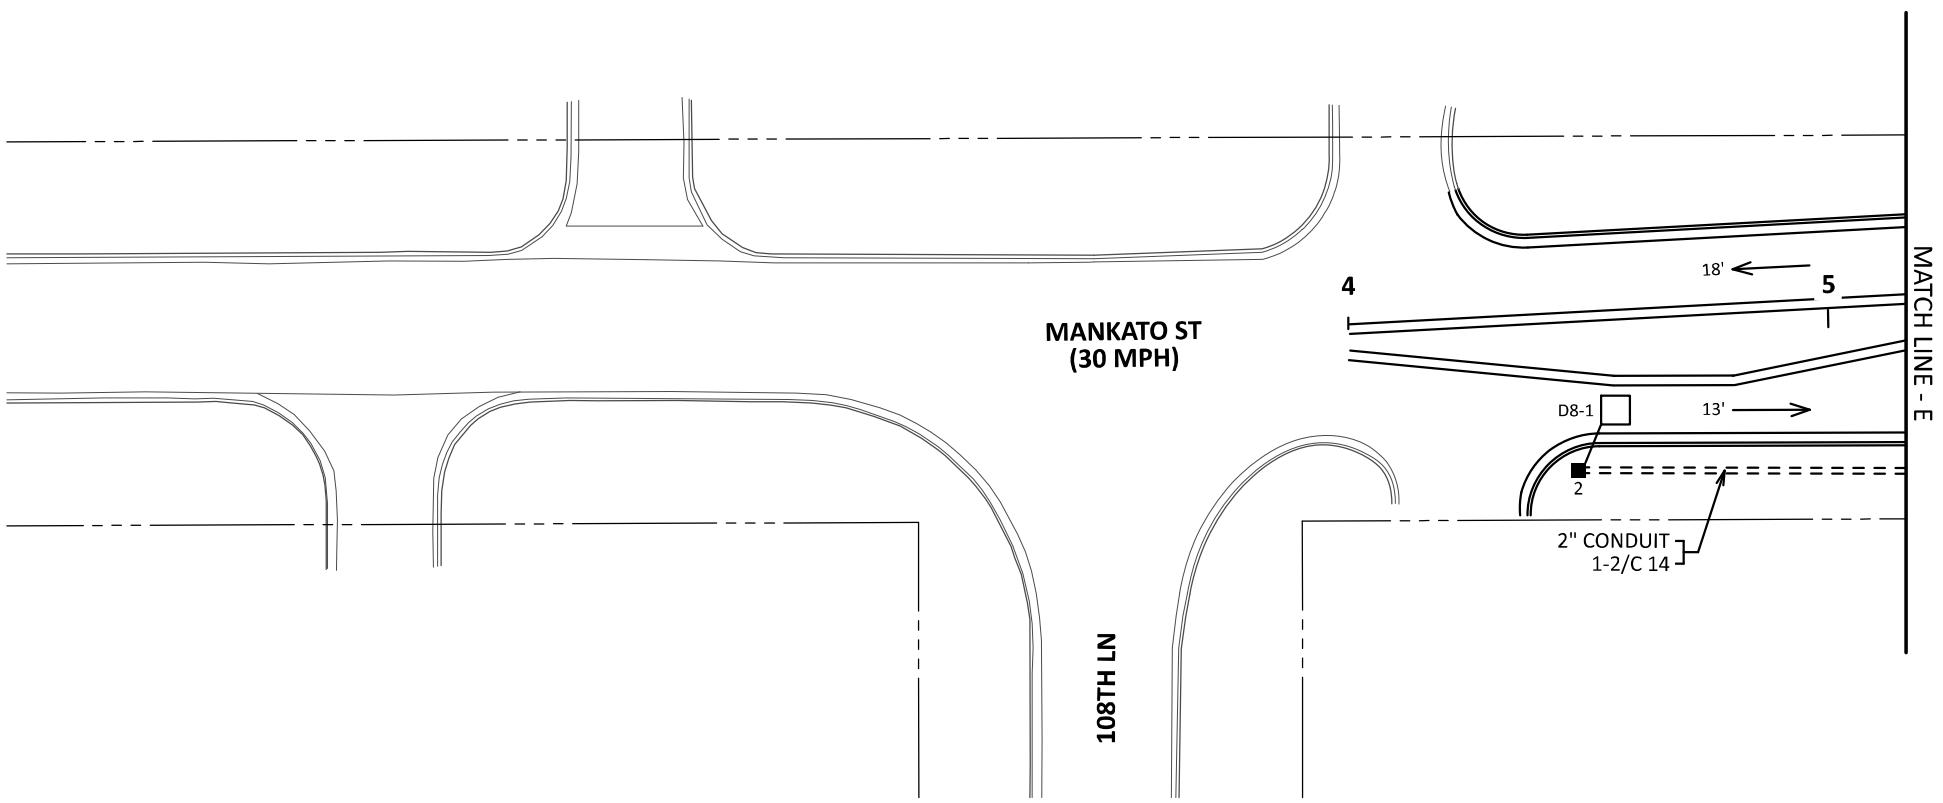 4
5
18'
MANKATO ST
(30 MPH)
MATCH LINE - E
D8-1
13'
2
2" CONDUIT
1-2/C 14
108TH LN